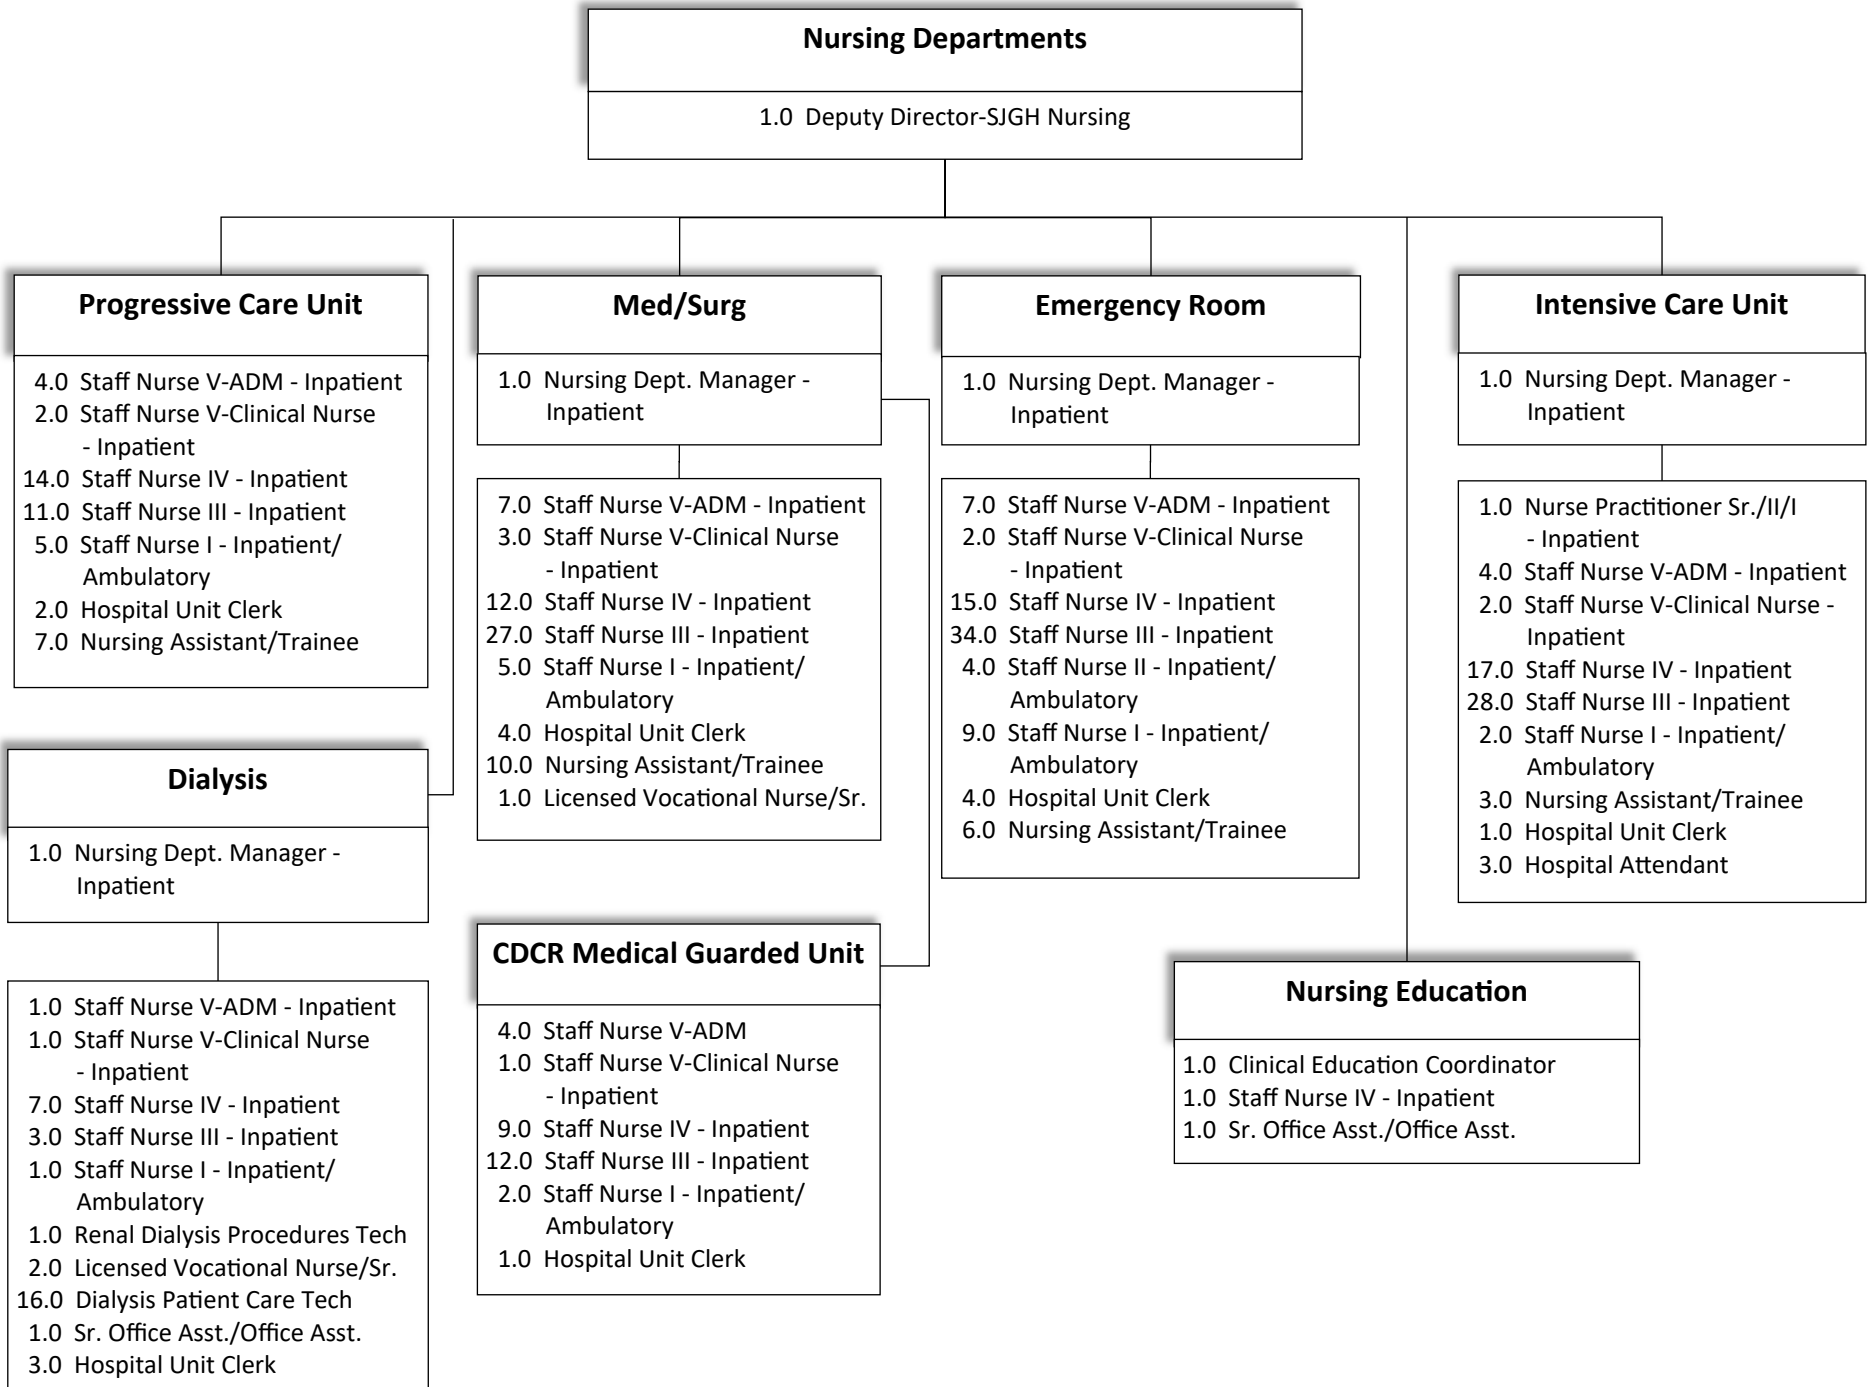 Nursing Departments
1.0 Deputy Director-SJGH Nursing
Progressive Care Unit
4.0 Staff Nurse V-ADM - Inpatient
2.0 Staff Nurse V-Clinical Nurse
- Inpatient
14.0 Staff Nurse IV - Inpatient
11.0 Staff Nurse III - Inpatient
5.0 Staff Nurse I - Inpatient/
Ambulatory
2.0 Hospital Unit Clerk
7.0 Nursing Assistant/Trainee
Dialysis
1.0 Nursing Dept. Manager -
Inpatient
1.0 Staff Nurse V-ADM - Inpatient
1.0 Staff Nurse V-Clinical Nurse
- Inpatient
7.0 Staff Nurse IV - Inpatient
3.0 Staff Nurse III - Inpatient
1.0 Staff Nurse I - Inpatient/
Ambulatory
1.0 Renal Dialysis Procedures Tech
2.0 Licensed Vocational Nurse/Sr.
16.0 Dialysis Patient Care Tech
1.0 Sr. Office Asst./Office Asst.
3.0 Hospital Unit Clerk
Med/Surg
1.0 Nursing Dept. Manager -
Inpatient
7.0 Staff Nurse V-ADM - Inpatient
3.0 Staff Nurse V-Clinical Nurse
- Inpatient
12.0 Staff Nurse IV - Inpatient
27.0 Staff Nurse III - Inpatient
5.0 Staff Nurse I - Inpatient/
Ambulatory
4.0 Hospital Unit Clerk
10.0 Nursing Assistant/Trainee
1.0 Licensed Vocational Nurse/Sr.
CDCR Medical Guarded Unit
4.0 Staff Nurse V-ADM
1.0 Staff Nurse V-Clinical Nurse
- Inpatient
9.0 Staff Nurse IV - Inpatient
12.0 Staff Nurse III - Inpatient
2.0 Staff Nurse I - Inpatient/
Ambulatory
1.0 Hospital Unit Clerk
Emergency Room
1.0 Nursing Dept. Manager -
Inpatient
7.0 Staff Nurse V-ADM - Inpatient
2.0 Staff Nurse V-Clinical Nurse
- Inpatient
15.0 Staff Nurse IV - Inpatient
34.0 Staff Nurse III - Inpatient
4.0 Staff Nurse II - Inpatient/
Ambulatory
9.0 Staff Nurse I - Inpatient/
Ambulatory
4.0 Hospital Unit Clerk
6.0 Nursing Assistant/Trainee
Intensive Care Unit
1.0 Nursing Dept. Manager -
Inpatient
1.0 Nurse Practitioner Sr./II/I
- Inpatient
4.0 Staff Nurse V-ADM - Inpatient
2.0 Staff Nurse V-Clinical Nurse -
Inpatient
17.0 Staff Nurse IV - Inpatient
28.0 Staff Nurse III - Inpatient
2.0 Staff Nurse I - Inpatient/
Ambulatory
3.0 Nursing Assistant/Trainee
1.0 Hospital Unit Clerk
3.0 Hospital Attendant
Nursing Education
1.0 Clinical Education Coordinator
1.0 Staff Nurse IV - Inpatient
1.0 Sr. Office Asst./Office Asst.